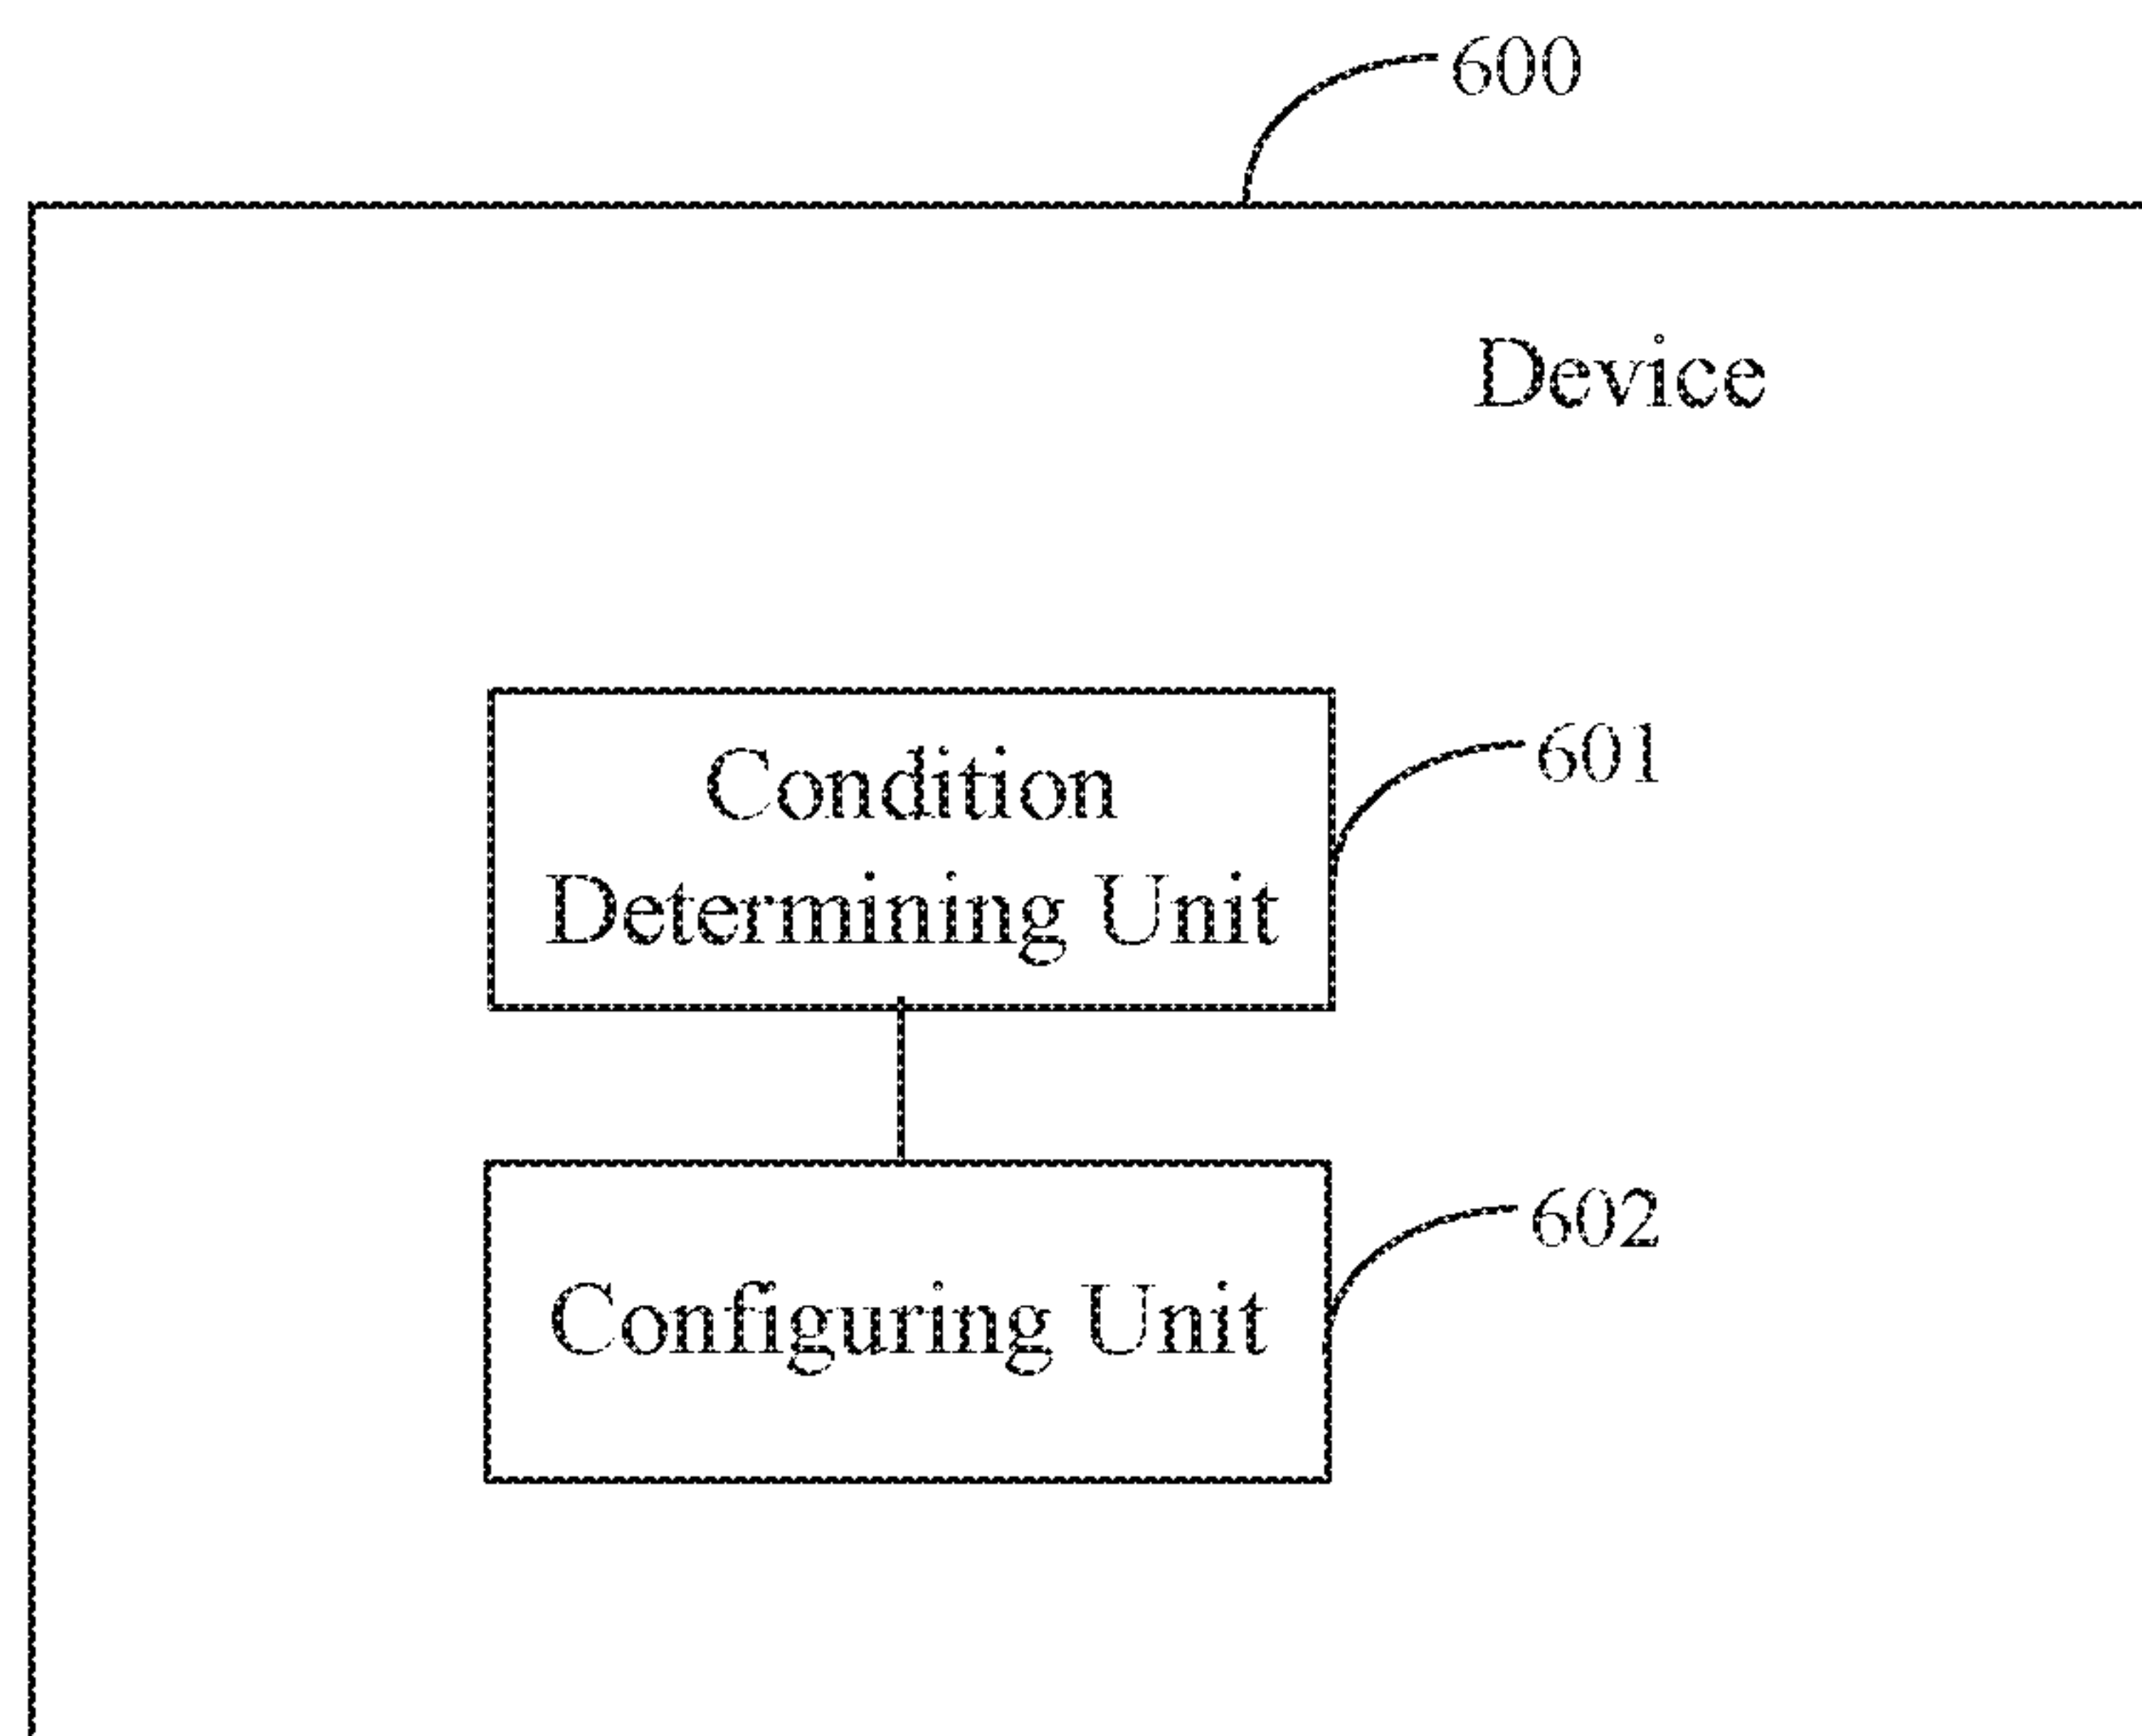 600
Device
Condition
601
Determining Unit
602
Configuring Unit